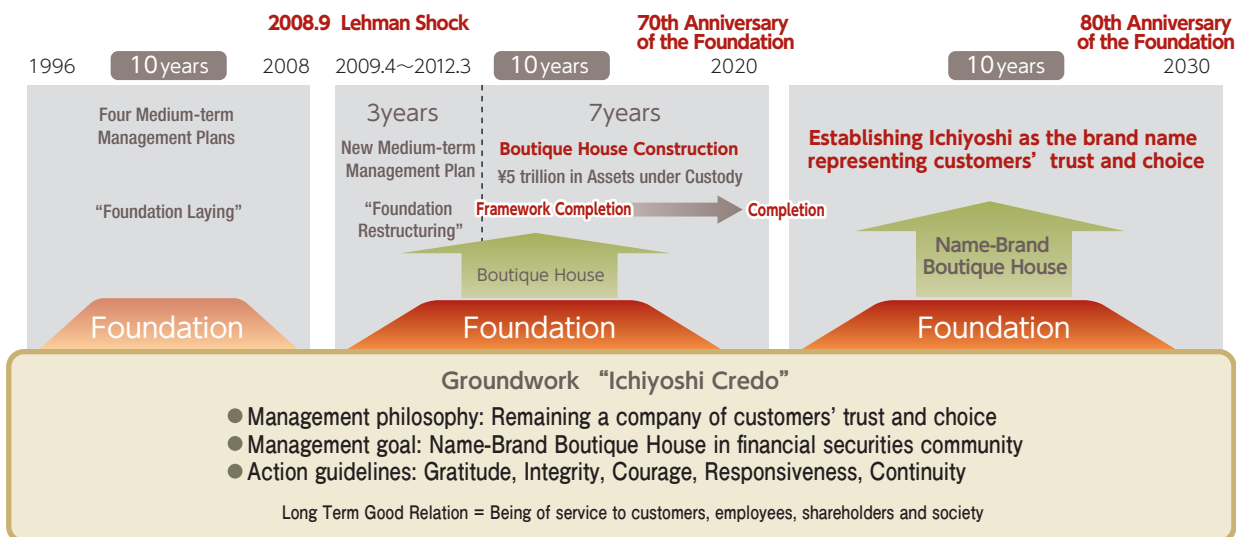 2008.9 Lehman Shock
70th Anniversary
of the Foundation
80th Anniversary
of the Foundation
1996
10years
2008
2009.4～2012.3
10years
2020
10years
2030
Four Medium-term
Management Plans
“Foundation Laying”
3years
New Medium-term
Management Plan
“Foundation
Restructuring”
7years
Boutique House Construction
¥5 trillion in Assets under Custody
Framework Completion
Completion
Boutique House
Establishing Ichiyoshi as the brand name
representing customers’ trust and choice
Name-Brand
Boutique House
Foundation
Foundation
Foundation
Groundwork “Ichiyoshi Credo”
● Management philosophy: Remaining a company of customers’ trust and choice
● Management goal: Name-Brand Boutique House in financial securities community
● Action guidelines: Gratitude, Integrity, Courage, Responsiveness, Continuity
Long Term Good Relation = Being of service to customers, employees, shareholders and society